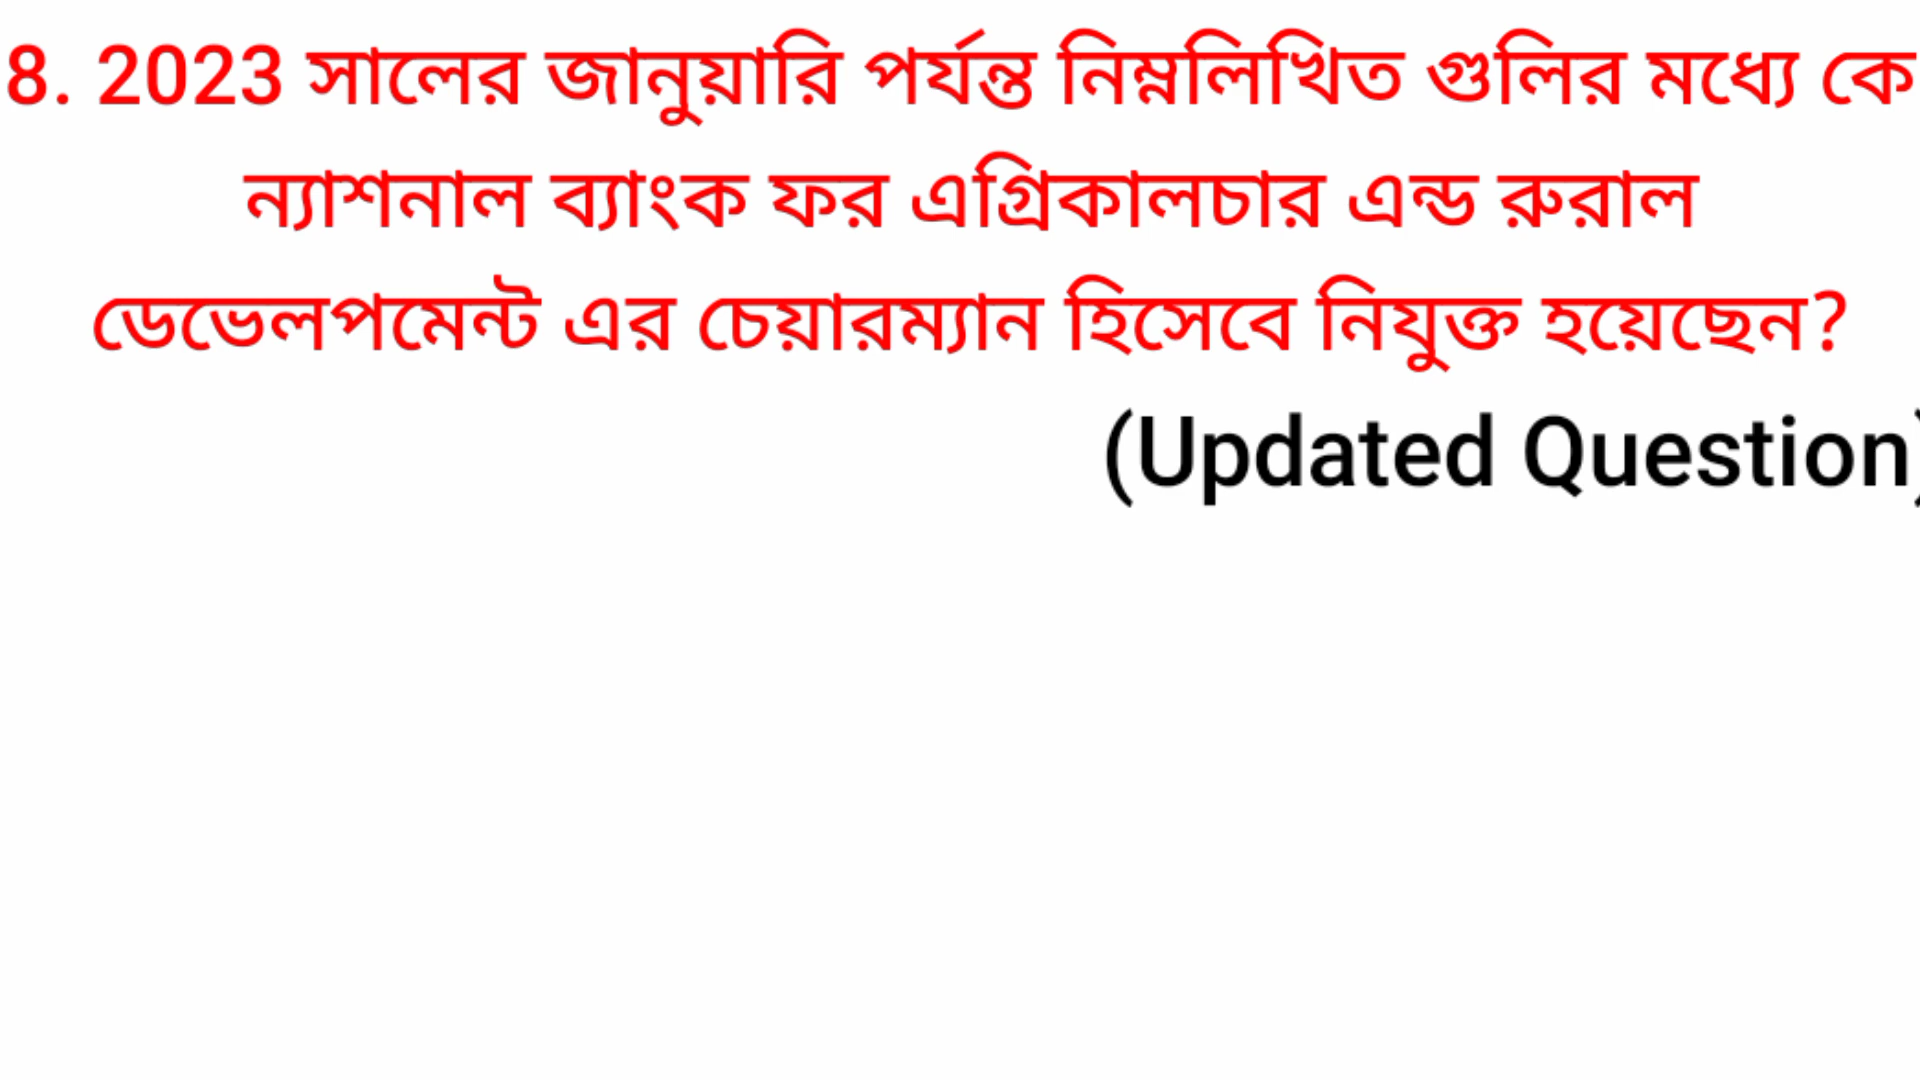 8. 2023 সালের জানুয়ারি পর্যন্ত নিম্নলিখিত গুলির মধ্যে কে
ন্যাশনাল ব্যাংক ফর এগ্রিকালচার এন্ড রুরাল
ডেভেলপমেন্ট এর চেয়ারম্যান হিসেবে নিযুক্ত হয়েছেন?
(Updated Question)